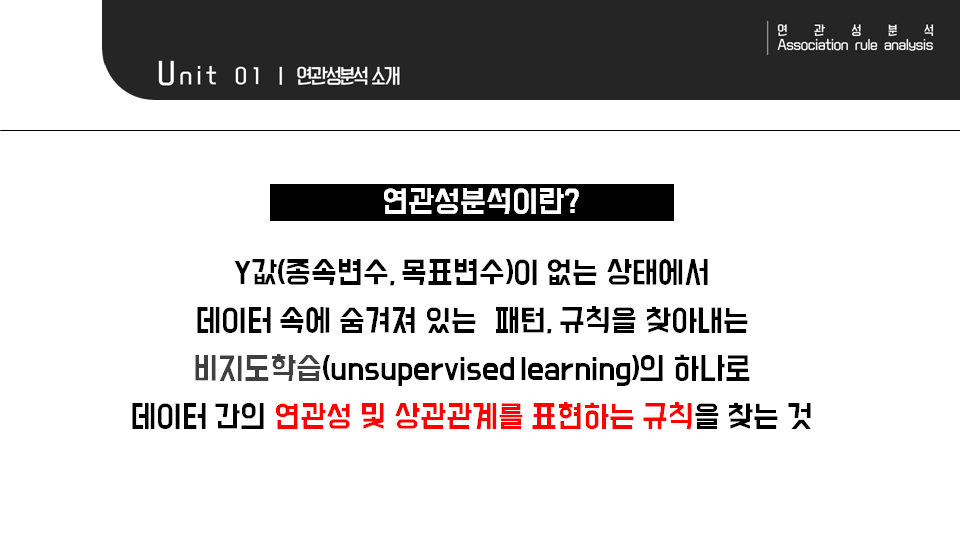 연관성분석
Association rule analysis
Unit 01 | 연관성분석 소개
연관성분석이란?
Y값(종속변수, 목표변수)이 없는 상태에서
데이터 속에 숨겨져 있는 패턴, 규칙을 찾아내는
비지도학습(unsupervised learning)의 하나로
데이터 간의 연관성 및 상관관계를 표현하는 규칙을 찾는 것